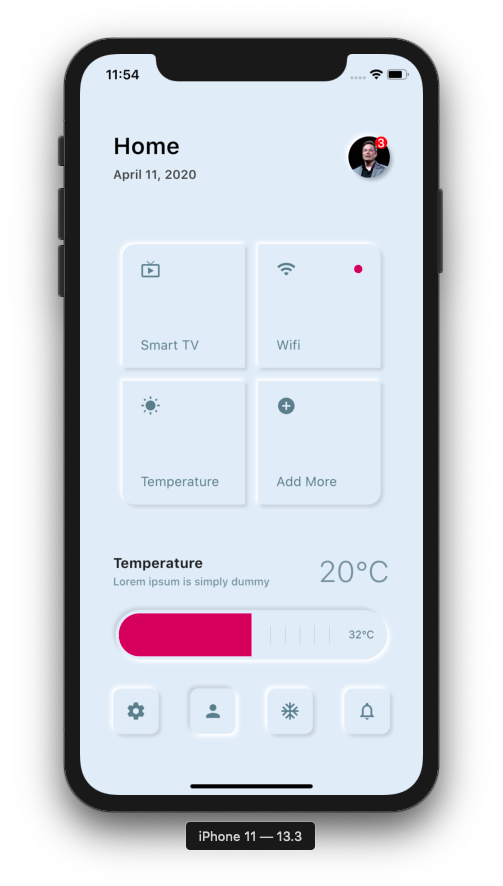 11:54
Home
3
April 11, 2020
Smart TV
Wifi
Temperature
Add More
Temperature
20°C
Lorem ipsum is simply dummy
32°C
iPhone 11 — 13.3